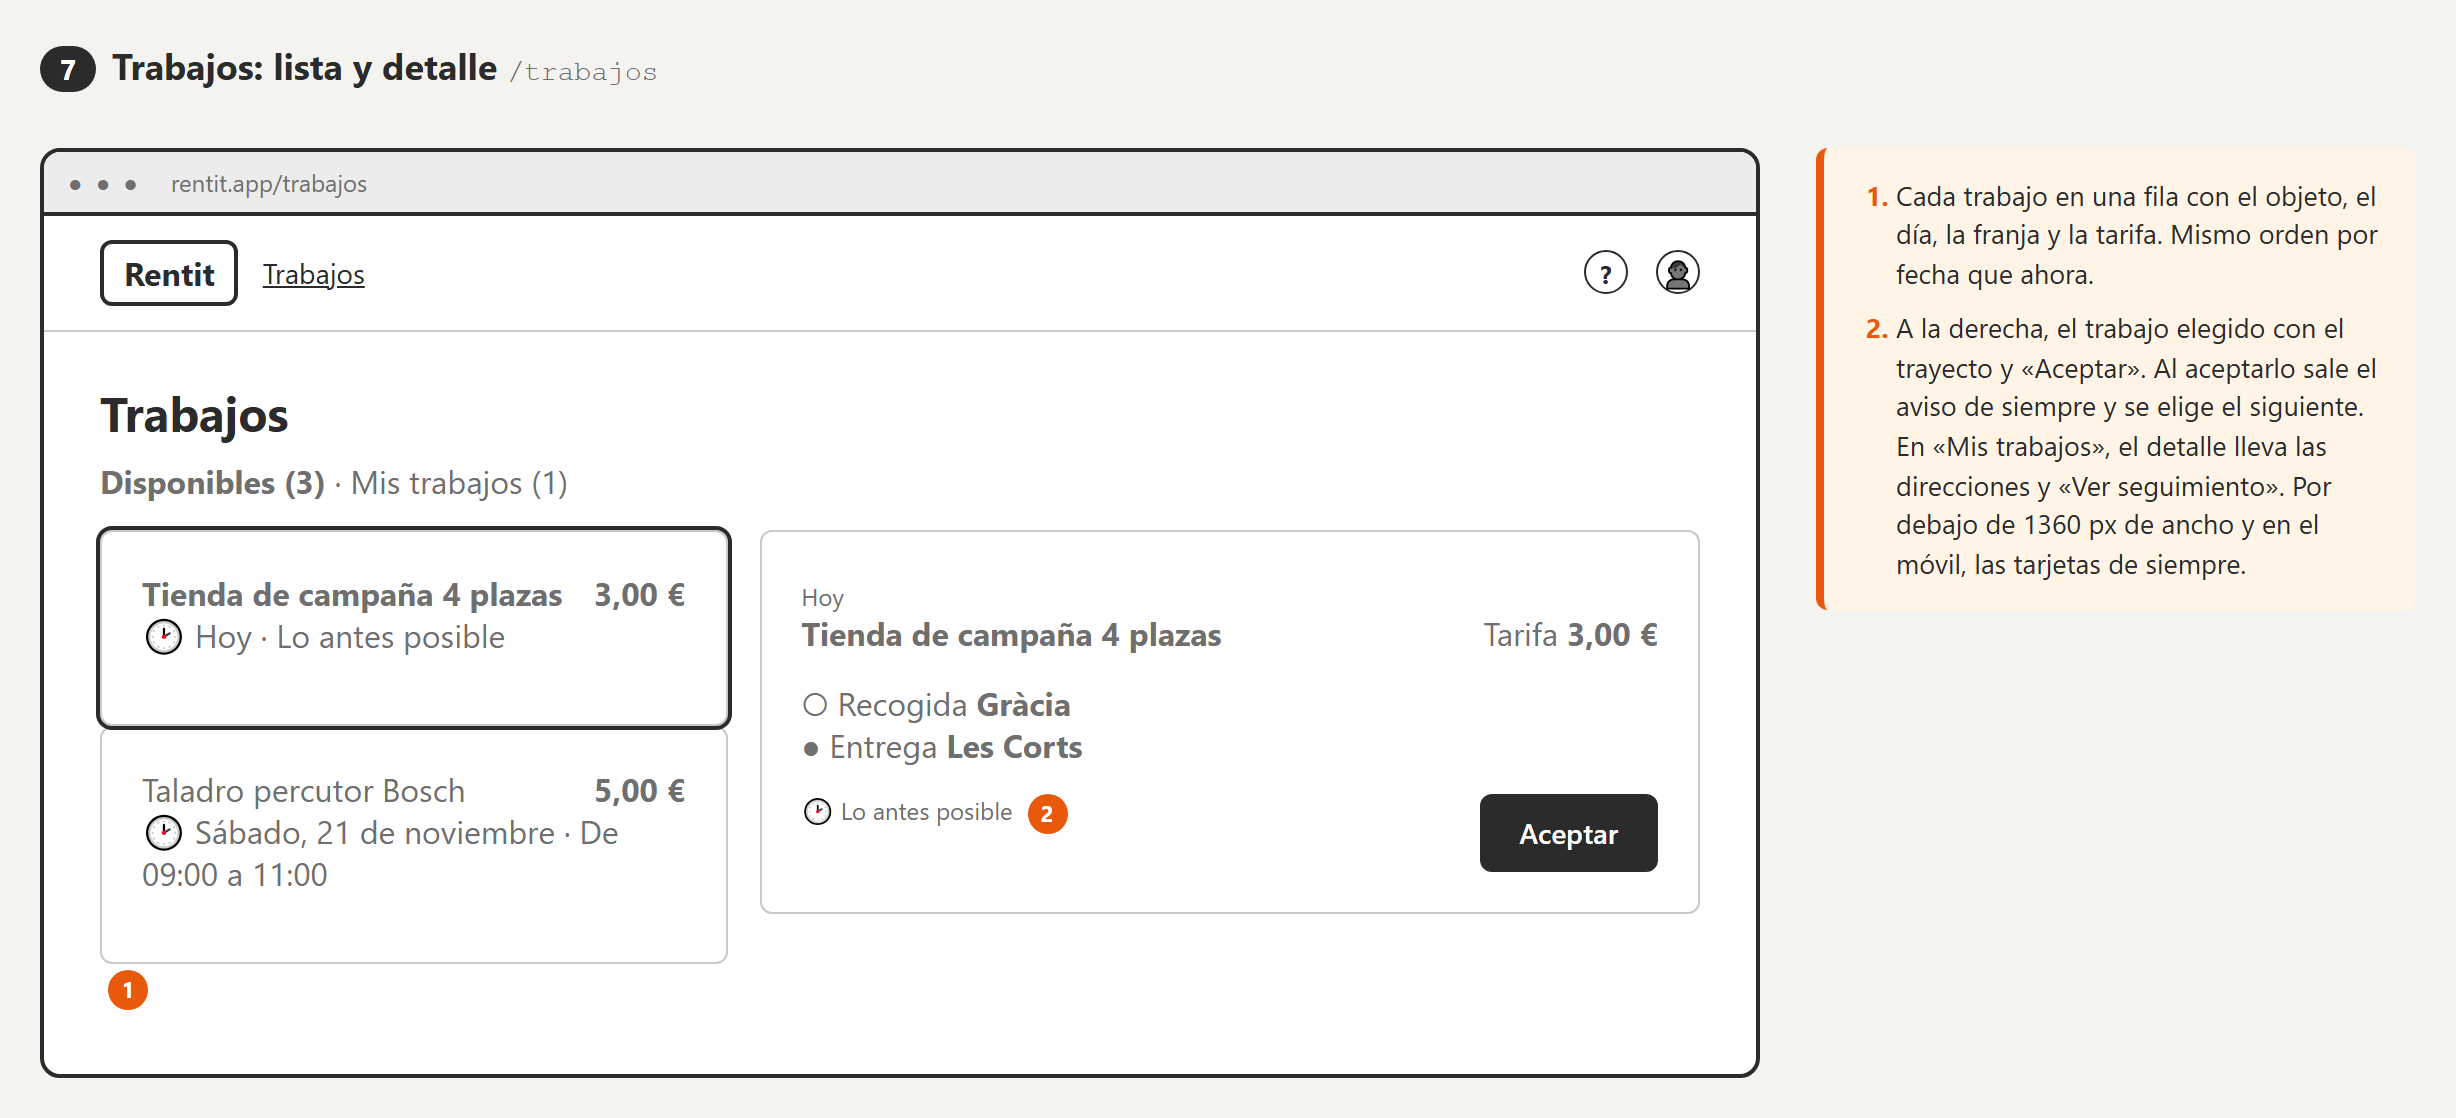 7 Trabajos: lista y detalle /trabajos
rentit.app/trabajos
Rentit Trabajos ?
Trabajos
Disponibles (3) · Mis trabajos (1)
Tienda de campaña 4 plazas 3,00 €
Hoy · Lo antes posible
Taladro percutor Bosch 5,00 €
Sábado, 21 de noviembre · De
09:00 a 11:00
1
Hoy
Tienda de campaña 4 plazas Tarifa 3,00 €
Recogida Gràcia
Entrega Les Corts
Lo antes posible 2
Aceptar
1. Cada trabajo en una fila con el objeto, el
día, la franja y la tarifa. Mismo orden por
fecha que ahora.
2. A la derecha, el trabajo elegido con el
trayecto y «Aceptar». Al aceptarlo sale el
aviso de siempre y se elige el siguiente.
En «Mis trabajos», el detalle lleva las
direcciones y «Ver seguimiento». Por
debajo de 1360 px de ancho y en el
móvil, las tarjetas de siempre.